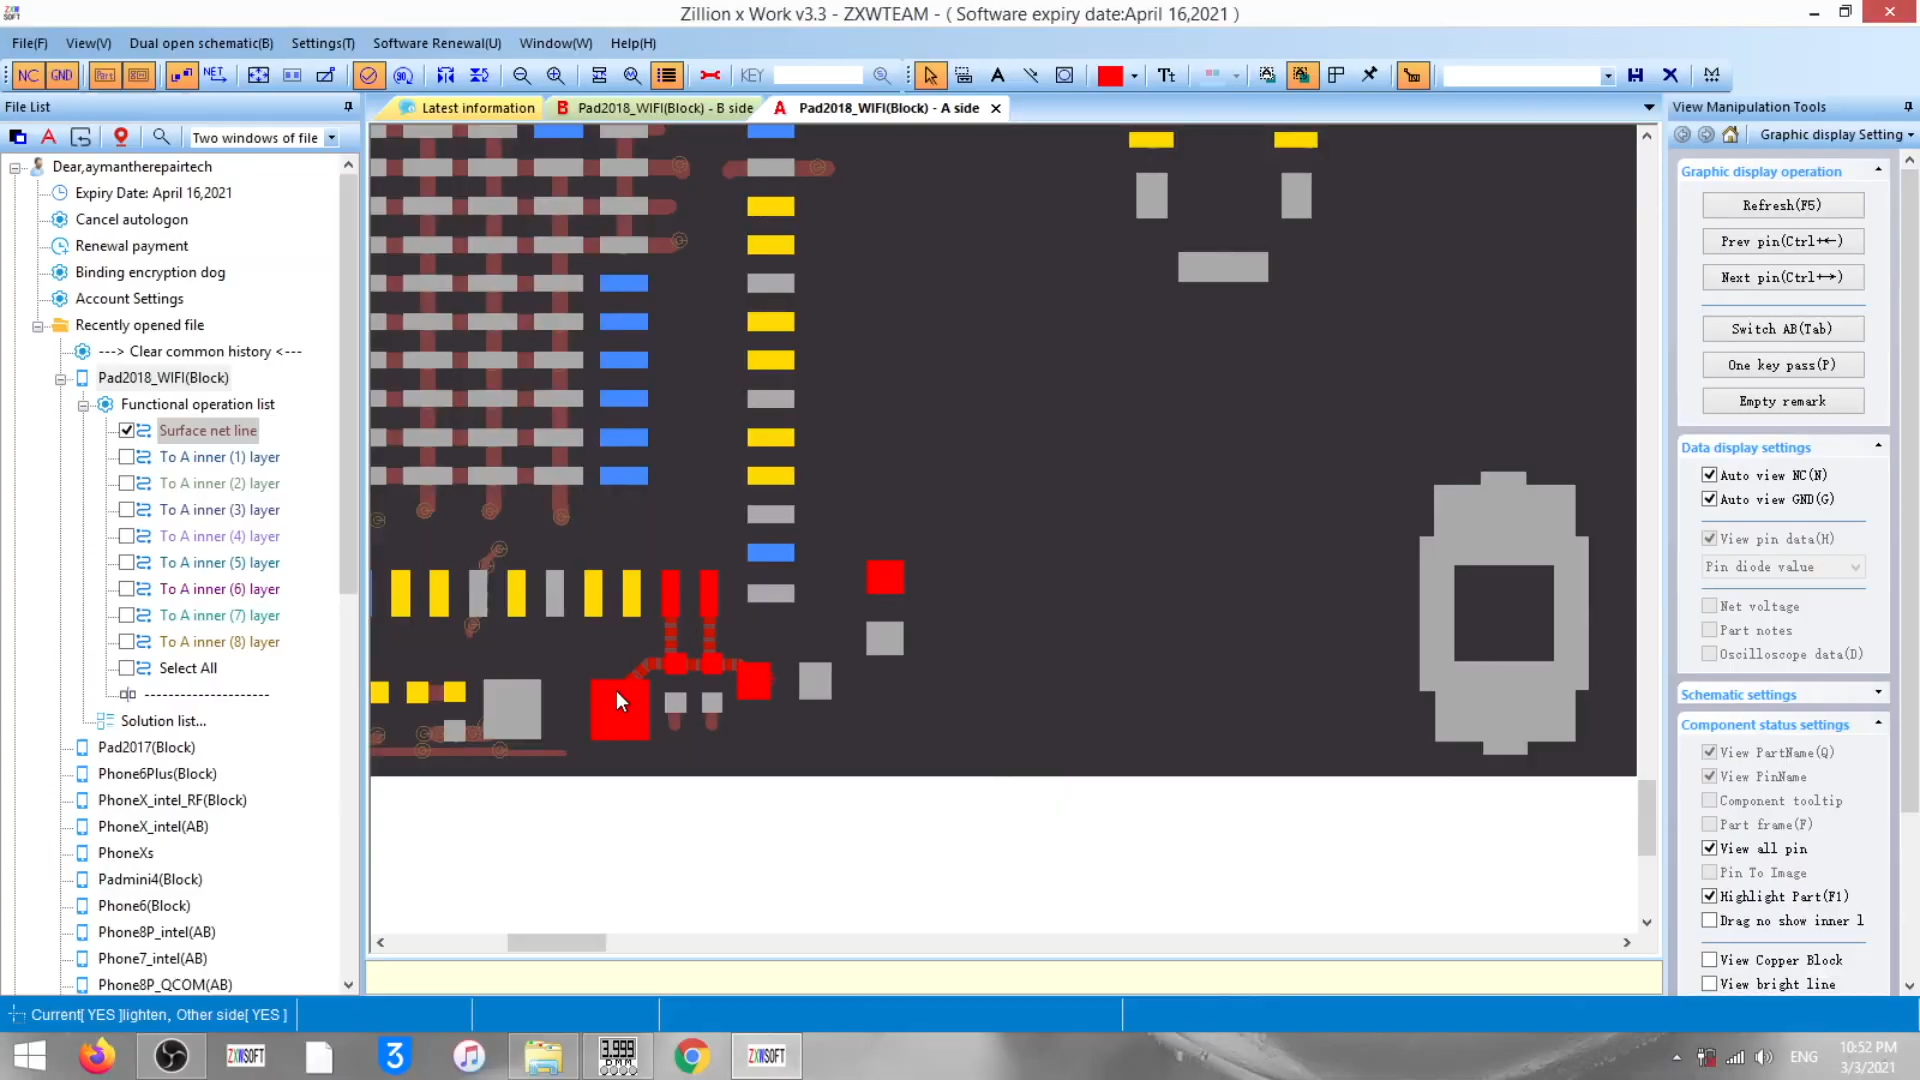 ZXW
SOFT
Zillion x Work v3.3 - ZXWTEAM - ( Software expiry date:April 16,2021 )
File(F)
View(V)
Dual open schematic(B)
Settings(T)
Software Renewal(U)
Window(W)
Help(H)
NC
GND
NET
KEY
A
Tt
File List
Latest information
B
Pad2018_WIFI(Block) - B side
A
Pad2018_WIFI(Block) - A side
View Manipulation Tools
A
Two windows of file
Graphic display Setting
Dear,aymantherepairtech
Expiry Date: April 16,2021
Cancel autologon
Renewal payment
Binding encryption dog
Account Settings
Recently opened file
---> Clear common history <---
Pad2018_WIFI(Block)
Functional operation list
Surface net line
To A inner (1) layer
To A inner (2) layer
To A inner (3) layer
To A inner (4) layer
To A inner (5) layer
To A inner (6) layer
To A inner (7) layer
To A inner (8) layer
Select All
----------------------
Solution list...
Pad2017(Block)
Phone6Plus(Block)
PhoneX_intel_RF(Block)
PhoneX_intel(AB)
PhoneXs
Padmini4(Block)
Phone6(Block)
Phone8P_intel(AB)
Phone7_intel(AB)
Phone8P_QCOM(AB)
Graphic display operation
Refresh(F5)
Prev pin(Ctrl+←)
Next pin(Ctrl+→)
Switch AB(Tab)
One key pass(P)
Empty remark
Data display settings
Auto view NC(N)
Auto view GND(G)
View pin data(H)
Pin diode value
Net voltage
Part notes
Oscilloscope data(D)
Schematic settings
Component status settings
View PartName(Q)
View PinName
Component tooltip
Part frame(F)
View all pin
Pin To Image
Highlight Part(F1)
Drag no show inner l
View Copper Block
View bright line
Current[ YES ]lighten, Other side[ YES ]
ZXWSOFT
3
3.999
DMM
ZXWSOFT
ENG
10:52 PM
3/3/2021